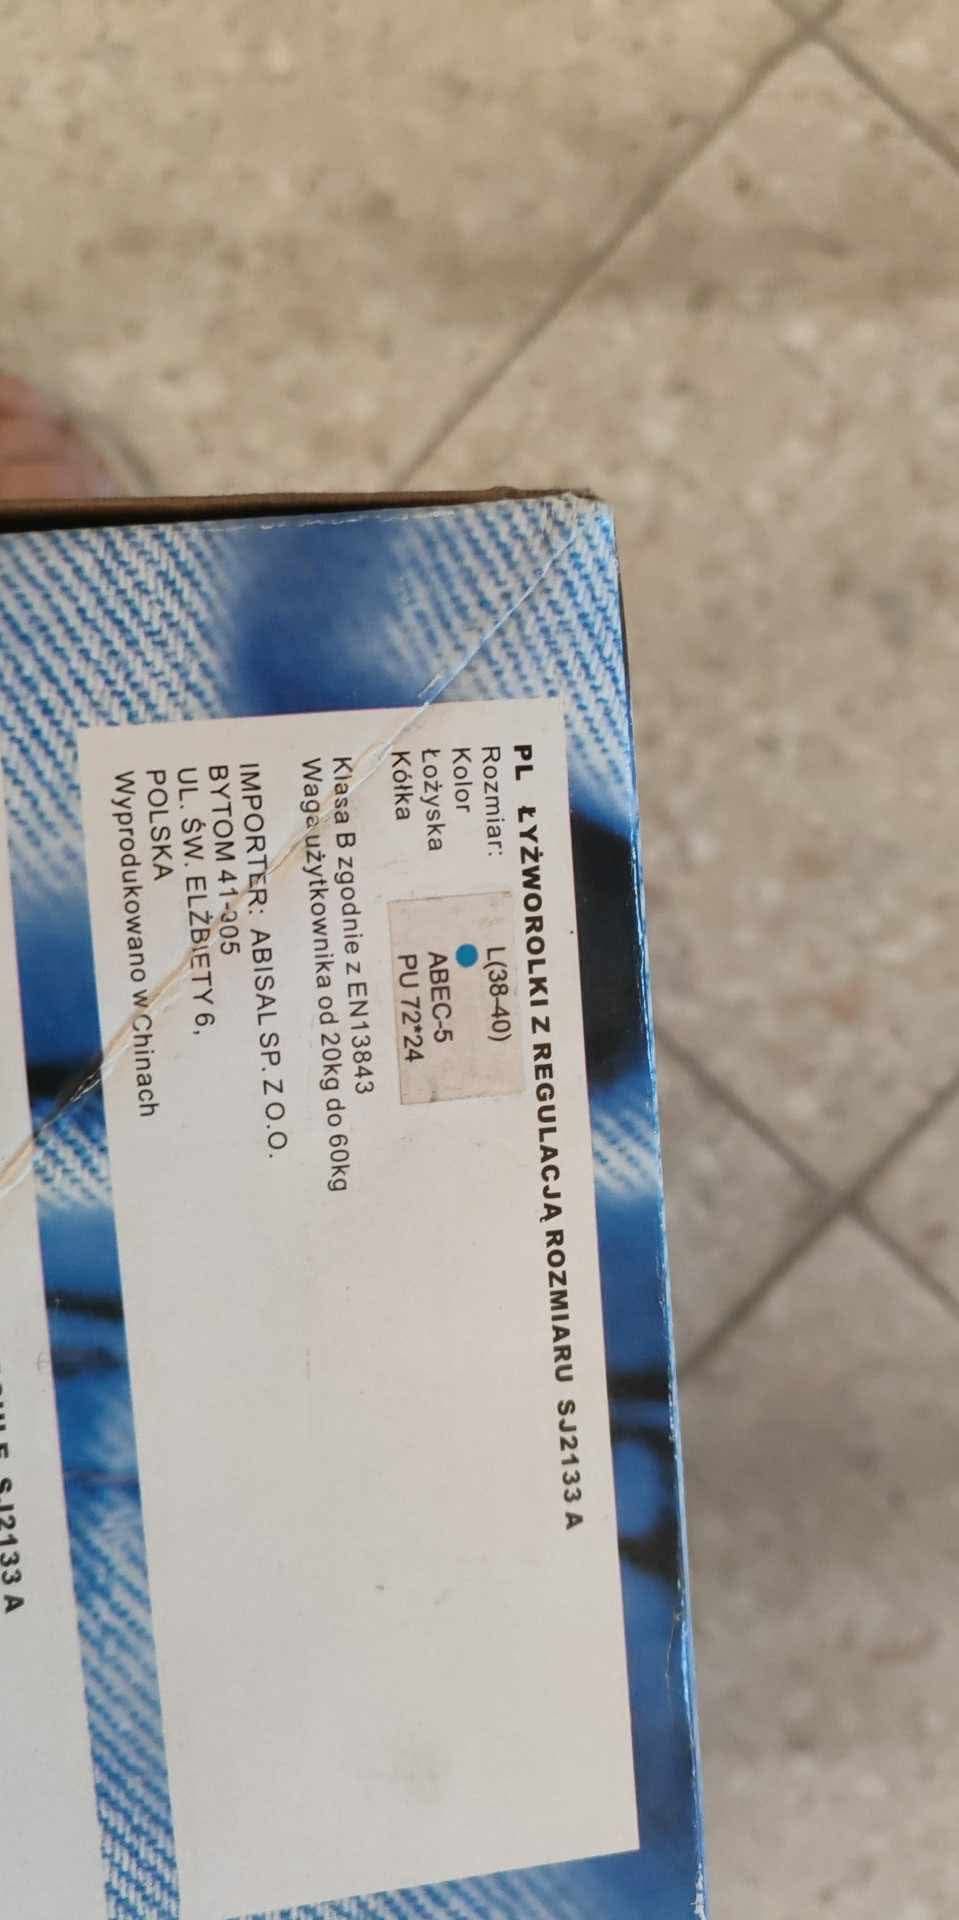 PL ŁYŻWOROLKI Z REGULACJĄ ROZMIARU SJ2133 A
Rozmiar: L(38-40)
Kolor
Łożyska ABEC-5
Kółka PU 72*24
Klasa B zgodnie z EN13843
Waga użytkownika od 20kg do 60kg
IMPORTER: ABISAL SP. Z O.O.
BYTOM 41-905
UL. ŚW. ELŻBIETY 6,
POLSKA
Wyprodukowano w Chinach
SJ2133 A